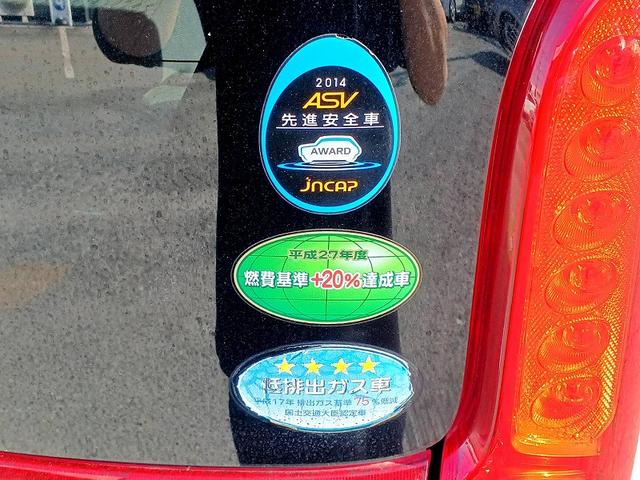 2014
ASV
先進安全車
AWARD
JNCAP
平成27年度
燃費基準+20%達成車
低排出ガス車
平成17年 排出ガス基準 75%低減
国土交通大臣認定車